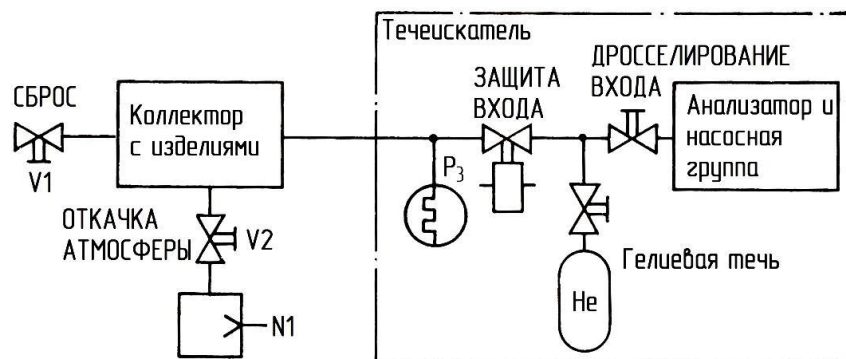 Течеискатель
СБРОС
V1
Коллектор
с изделиями
ОТКАЧКА
АТМОСФЕРЫ
V2
N1
P3
ЗАЩИТА
ВХОДА
ДРОССЕЛИРОВАНИЕ
ВХОДА
Анализатор и
насосная
группа
Гелиевая течь
He